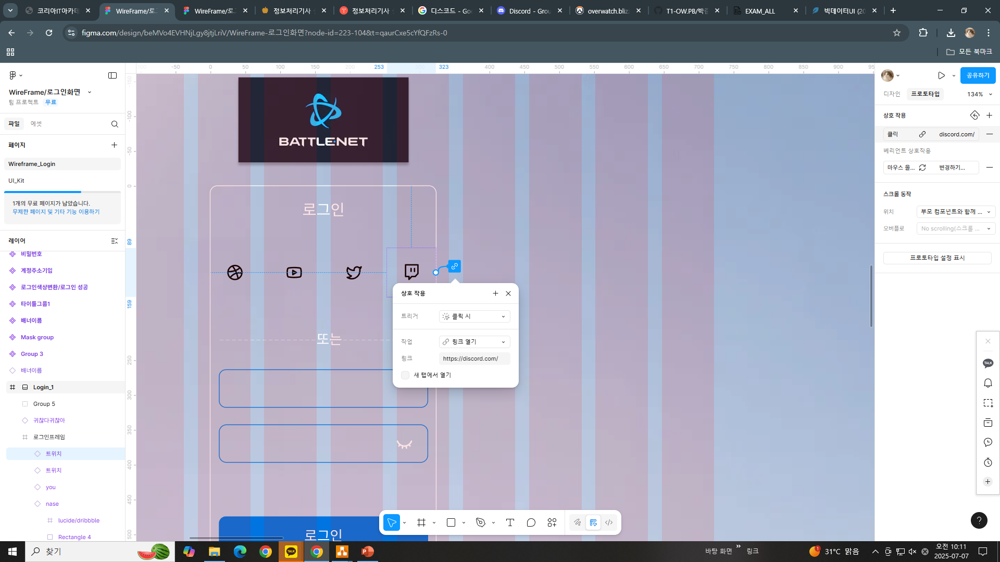 코리아IT아카데
WireFrame/로그
WireFrame/로그
정보처리기사
정보처리기사
디스코드 - Goo
Discord - Grou
overwatch.bliz
T1-OW.PB/박준
EXAM_ALL
빅데이터UI (20
figma.com/design/beMVo4EVHNjLgy8jtjLriV/WireFrame-로그인화면?node-id=223-104&t=qaurCxe5cYfQFzRs-0
모든 북마크
WireFrame/로그인화면
팀 프로젝트 무료
파일 에셋
페이지
Wireframe_Login
UI_Kit
1개의 무료 페이지가 남았습니다.
무제한 페이지 및 기타 기능 이용하기
레이어
비밀번호
계정주소기입
로그인색상변환/로그인 성공
타이틀그룹1
배너이름
Mask group
Group 3
배너이름
Login_1
Group 5
귀찮다귀찮아
로그인프레임
트위치
트위치
you
nase
lucide/dribbble
Rectangle 4
-50 0 50 100 150 200 253 323 400 450 500 550 600 650 700 750 800 850 900 95
-150
-100
-50
0
89
159
250
300
350
400
450
500
BATTLE.NET
로그인
또는
로그인
상호 작용
트리거 클릭 시
작업 링크 열기
링크 https://discord.com/
새 탭에서 열기
공유하기
디자인 프로토타입 134%
상호 작용
클릭 discord.com/
베리언트 상호작용
마우스 올... 변경하기...
스크롤 동작
위치 부모 컴포넌트와 함께 ...
오버플로 No scrolling(스크롤 ...
프로토타입 설정 표시
TALK
?
찾기
TALK
바탕 화면 » 링크
1
31°C 맑음
오전 10:11
2025-07-07